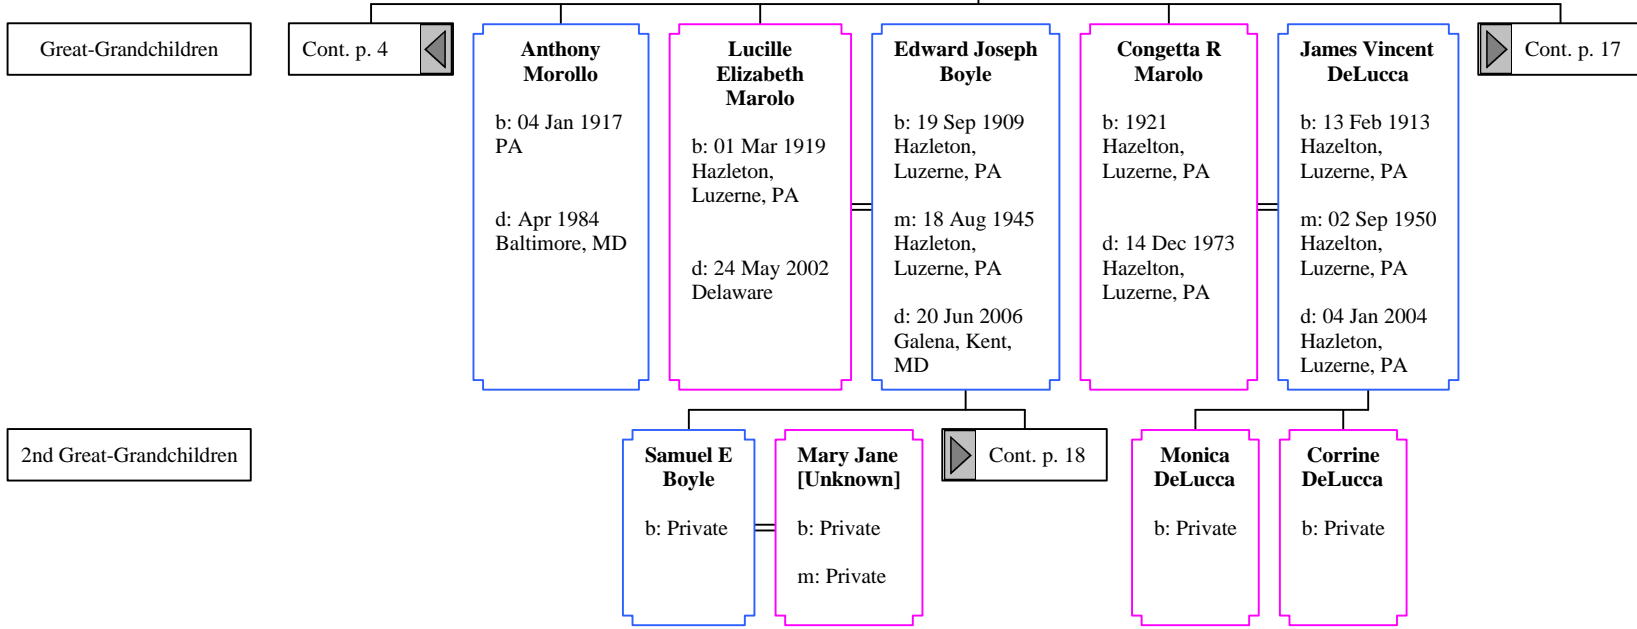 Great-Grandchildren
Cont. p. 4
Anthony
Morollo
b: 04 Jan 1917
PA
d: Apr 1984
Baltimore, MD
Lucille
Elizabeth
Marolo
b: 01 Mar 1919
Hazleton,
Luzerne, PA
d: 24 May 2002
Delaware
Edward Joseph
Boyle
b: 19 Sep 1909
Hazleton,
Luzerne, PA
m: 18 Aug 1945
Hazleton,
Luzerne, PA
d: 20 Jun 2006
Galena, Kent,
MD
Congetta R
Marolo
b: 1921
Hazelton,
Luzerne, PA
d: 14 Dec 1973
Hazelton,
Luzerne, PA
James Vincent
DeLucca
b: 13 Feb 1913
Hazelton,
Luzerne, PA
m: 02 Sep 1950
Hazelton,
Luzerne, PA
d: 04 Jan 2004
Hazleton,
Luzerne, PA
Cont. p. 17
2nd Great-Grandchildren
Samuel E
Boyle
b: Private
Mary Jane
[Unknown]
b: Private
m: Private
Cont. p. 18
Monica
DeLucca
b: Private
Corrine
DeLucca
b: Private